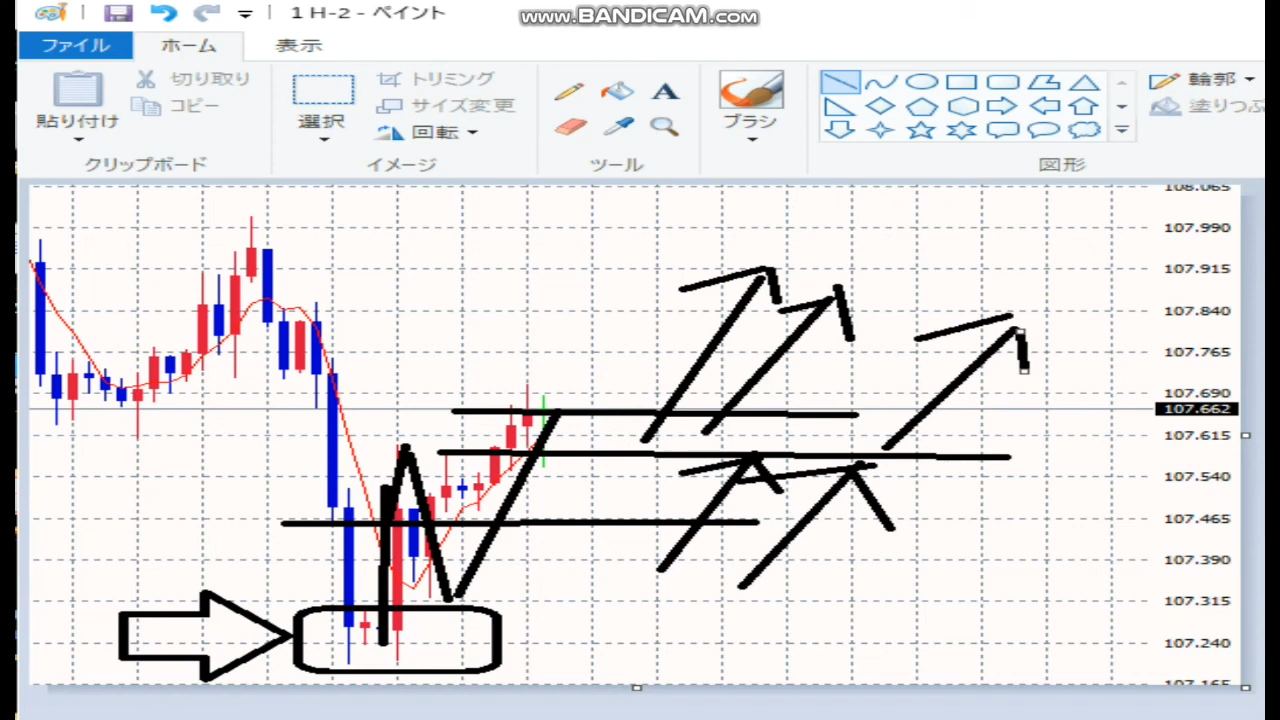 1 H-2 - ペイント
www.BANDICAM.com
ファイル
ホーム
表示
貼り付け
切り取り
コピー
クリップボード
選択
トリミング
サイズ変更
回転
イメージ
A
ツール
ブラシ
図形
輪郭
塗りつぶ
108.065
107.990
107.915
107.840
107.765
107.690
107.662
107.615
107.540
107.465
107.390
107.315
107.240
107.165